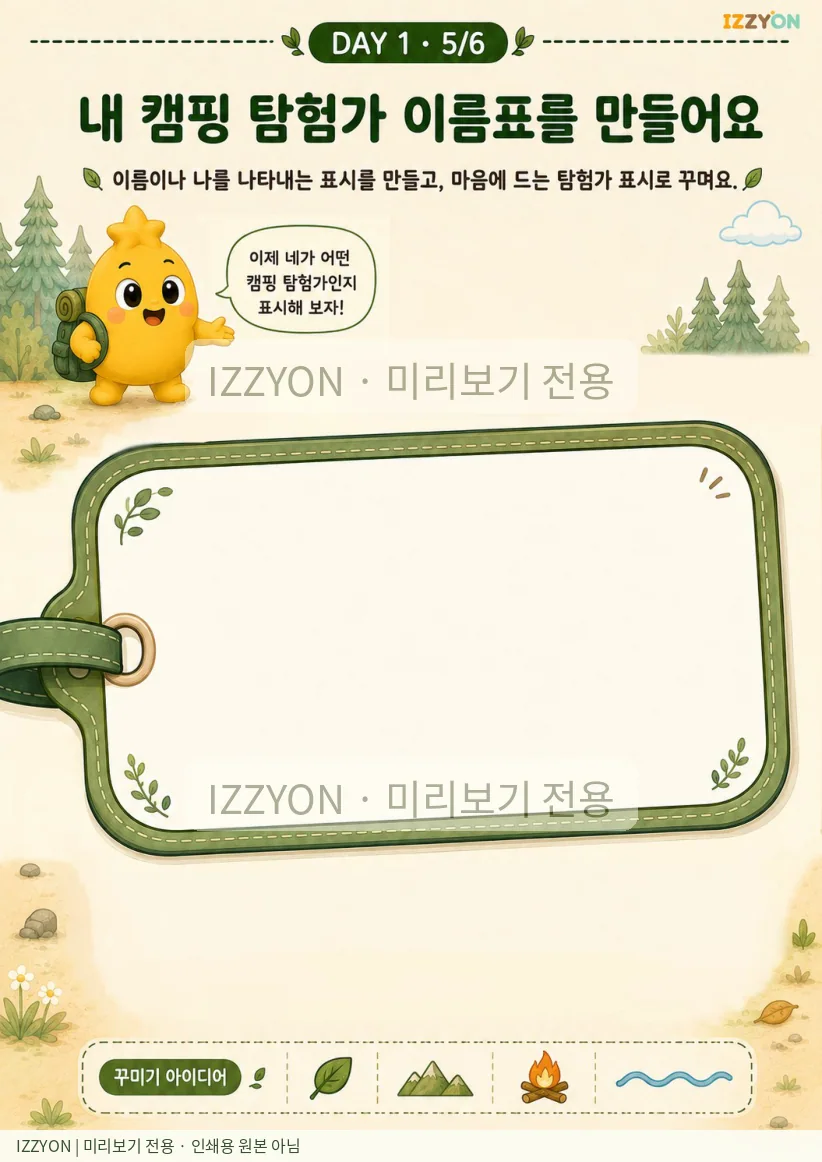 IZZYON
DAY 1 · 5/6
내 캠핑 탐험가 이름표를 만들어요
이름이나 나를 나타내는 표시를 만들고, 마음에 드는 탐험가 표시로 꾸며요.
이제 네가 어떤
캠핑 탐험가인지
표시해 보자!
IZZYON · 미리보기 전용
IZZYON · 미리보기 전용
꾸미기 아이디어
IZZYON | 미리보기 전용 · 인쇄용 원본 아님